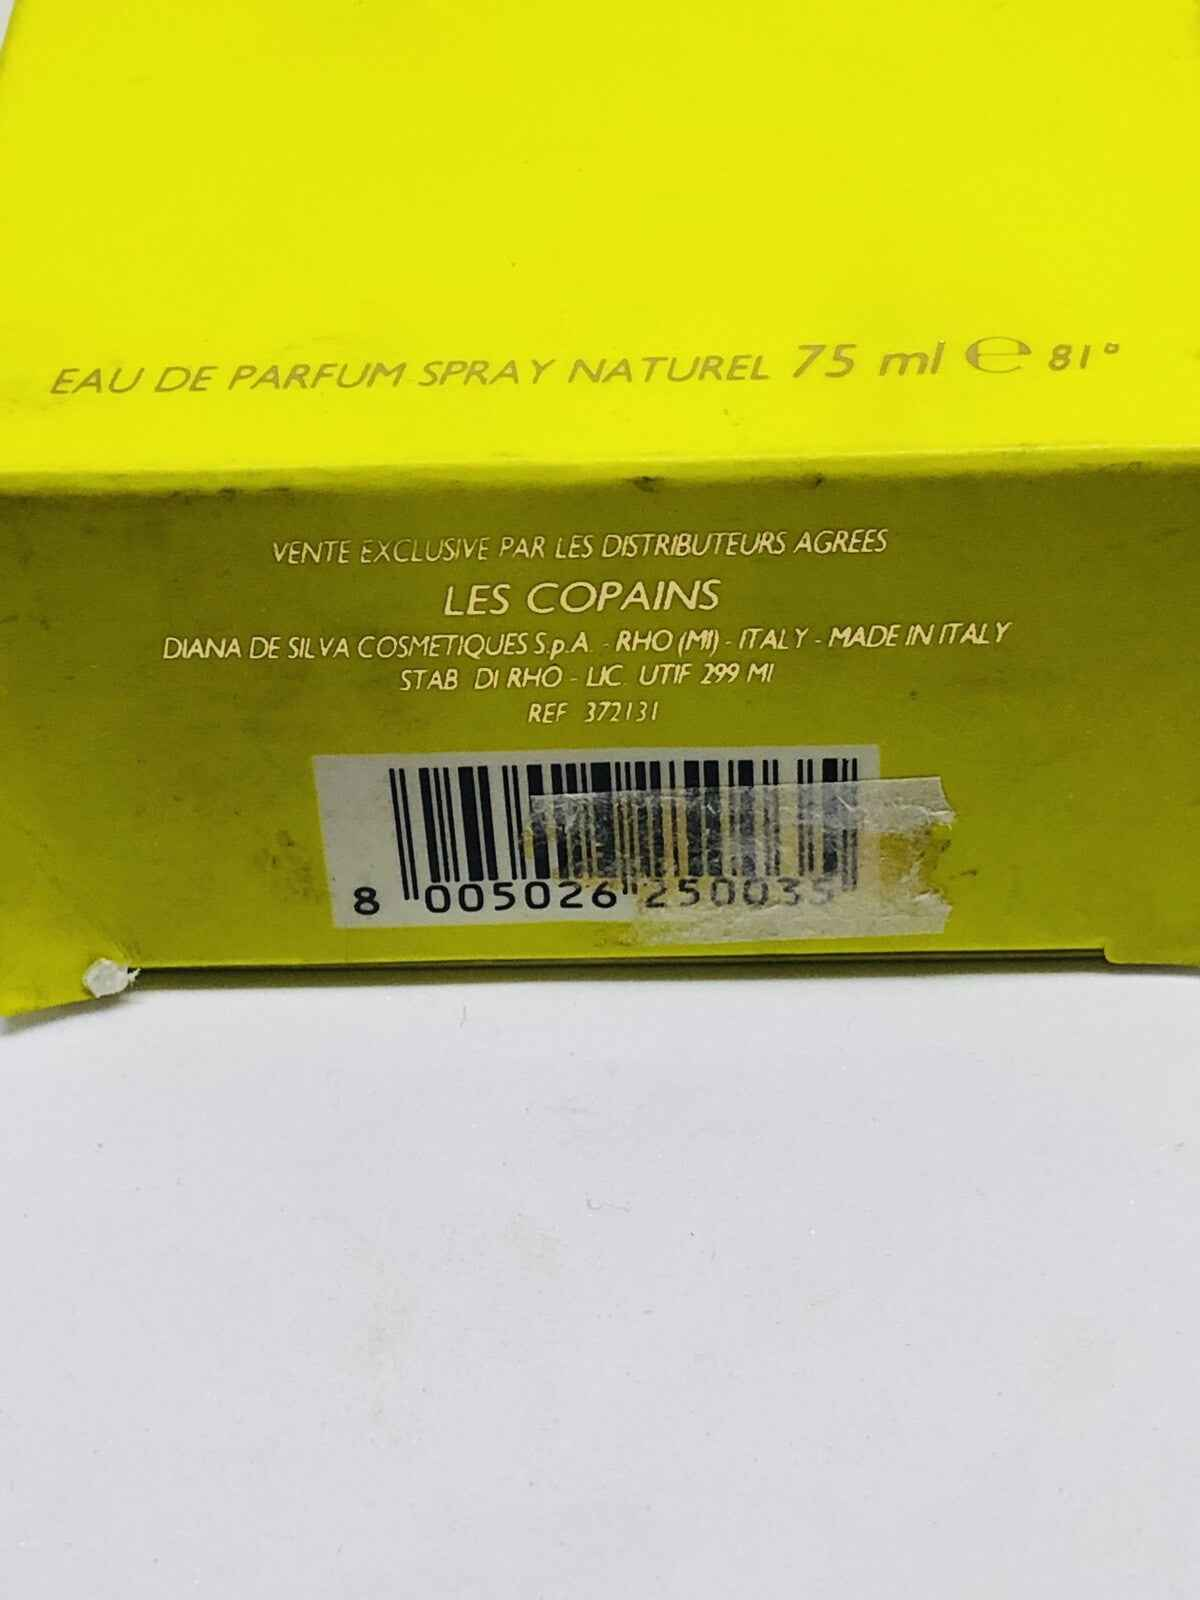 EAU DE PARFUM SPRAY NATUREL 75 ml ℮ 81°
VENTE EXCLUSIVE PAR LES DISTRIBUTEURS AGREES
LES COPAINS
DIANA DE SILVA COSMETIQUES S.p.A. - RHO (MI) - ITALY - MADE IN ITALY
STAB DI RHO - LIC. UTIF 299 MI
REF 372131
8 005026 250035